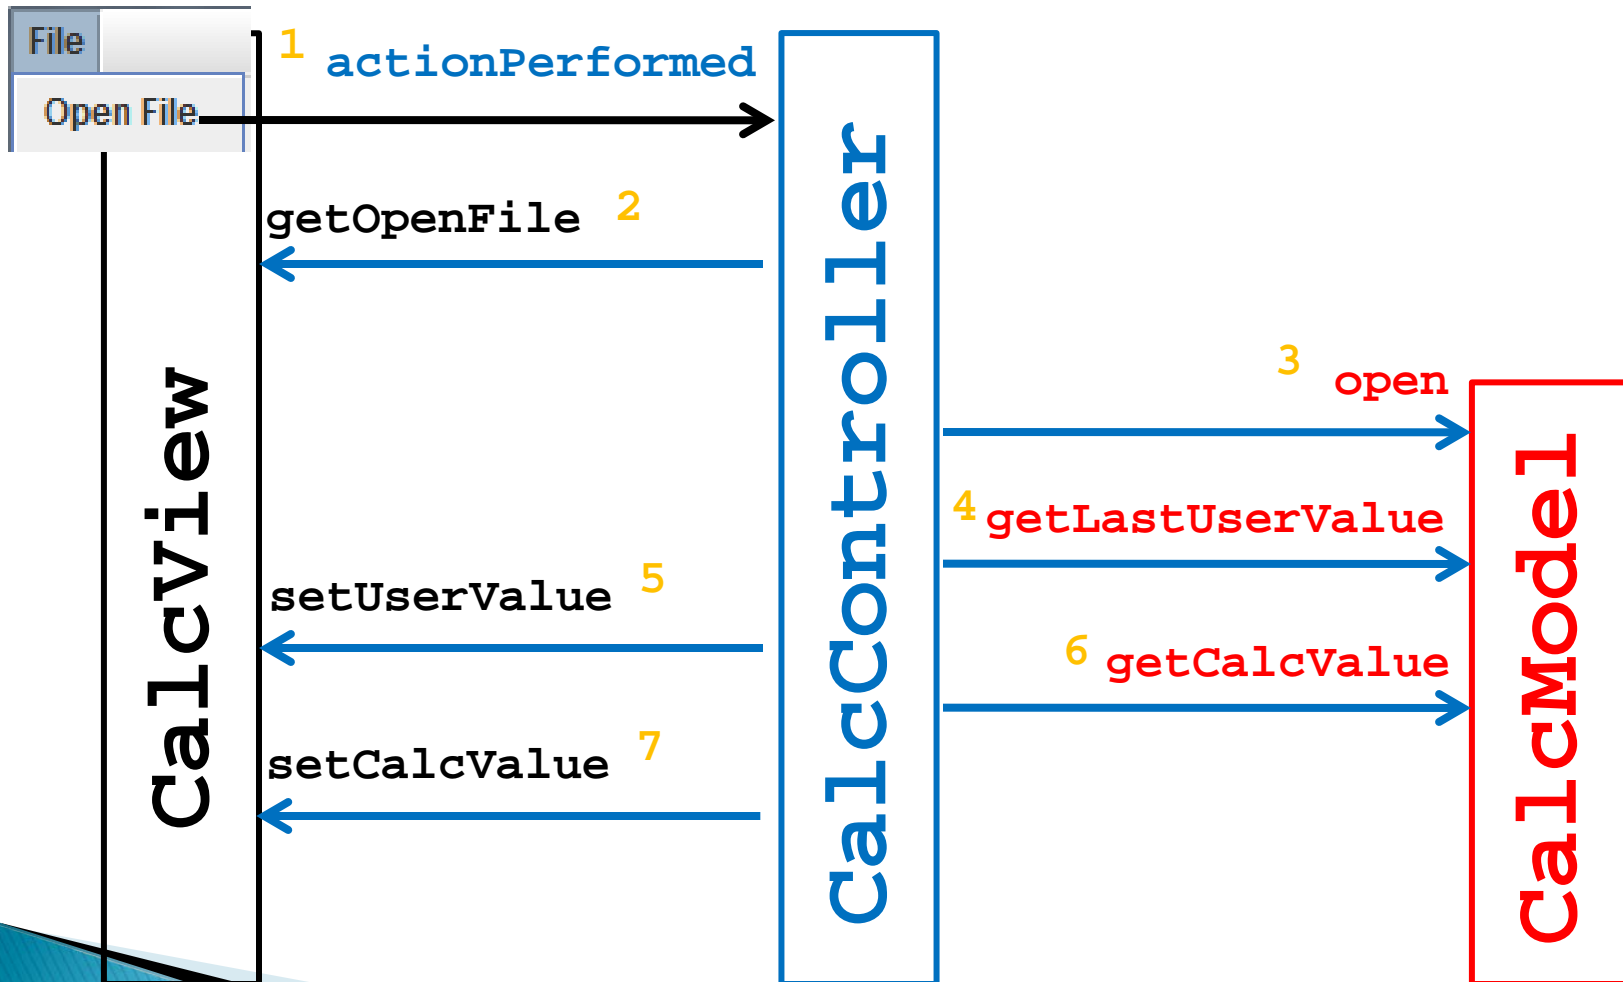 File
Open File
1 actionPerformed
getOpenFile 2
3 open
4 getLastUserValue
setUserValue 5
6 getCalcValue
setCalcValue 7
CalcView
CalcController
CalcModel